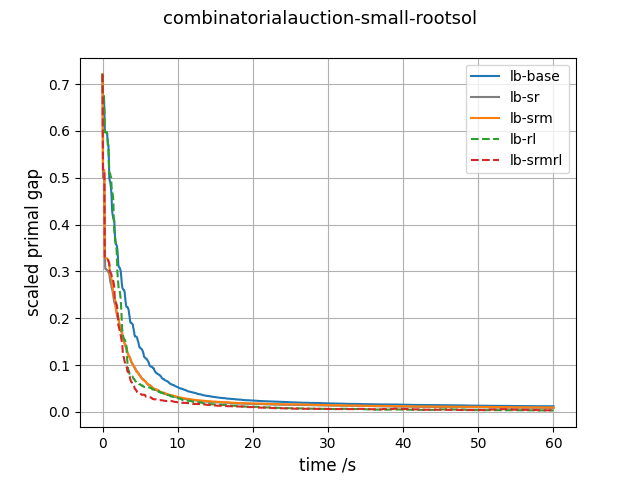 combinatorialauction-small-rootsol
lb-base
lb-sr
lb-srm
lb-rl
lb-srmrl
scaled primal gap
0.7
0.6
0.5
0.4
0.3
0.2
0.1
0.0
0 10 20 30 40 50 60
time /s